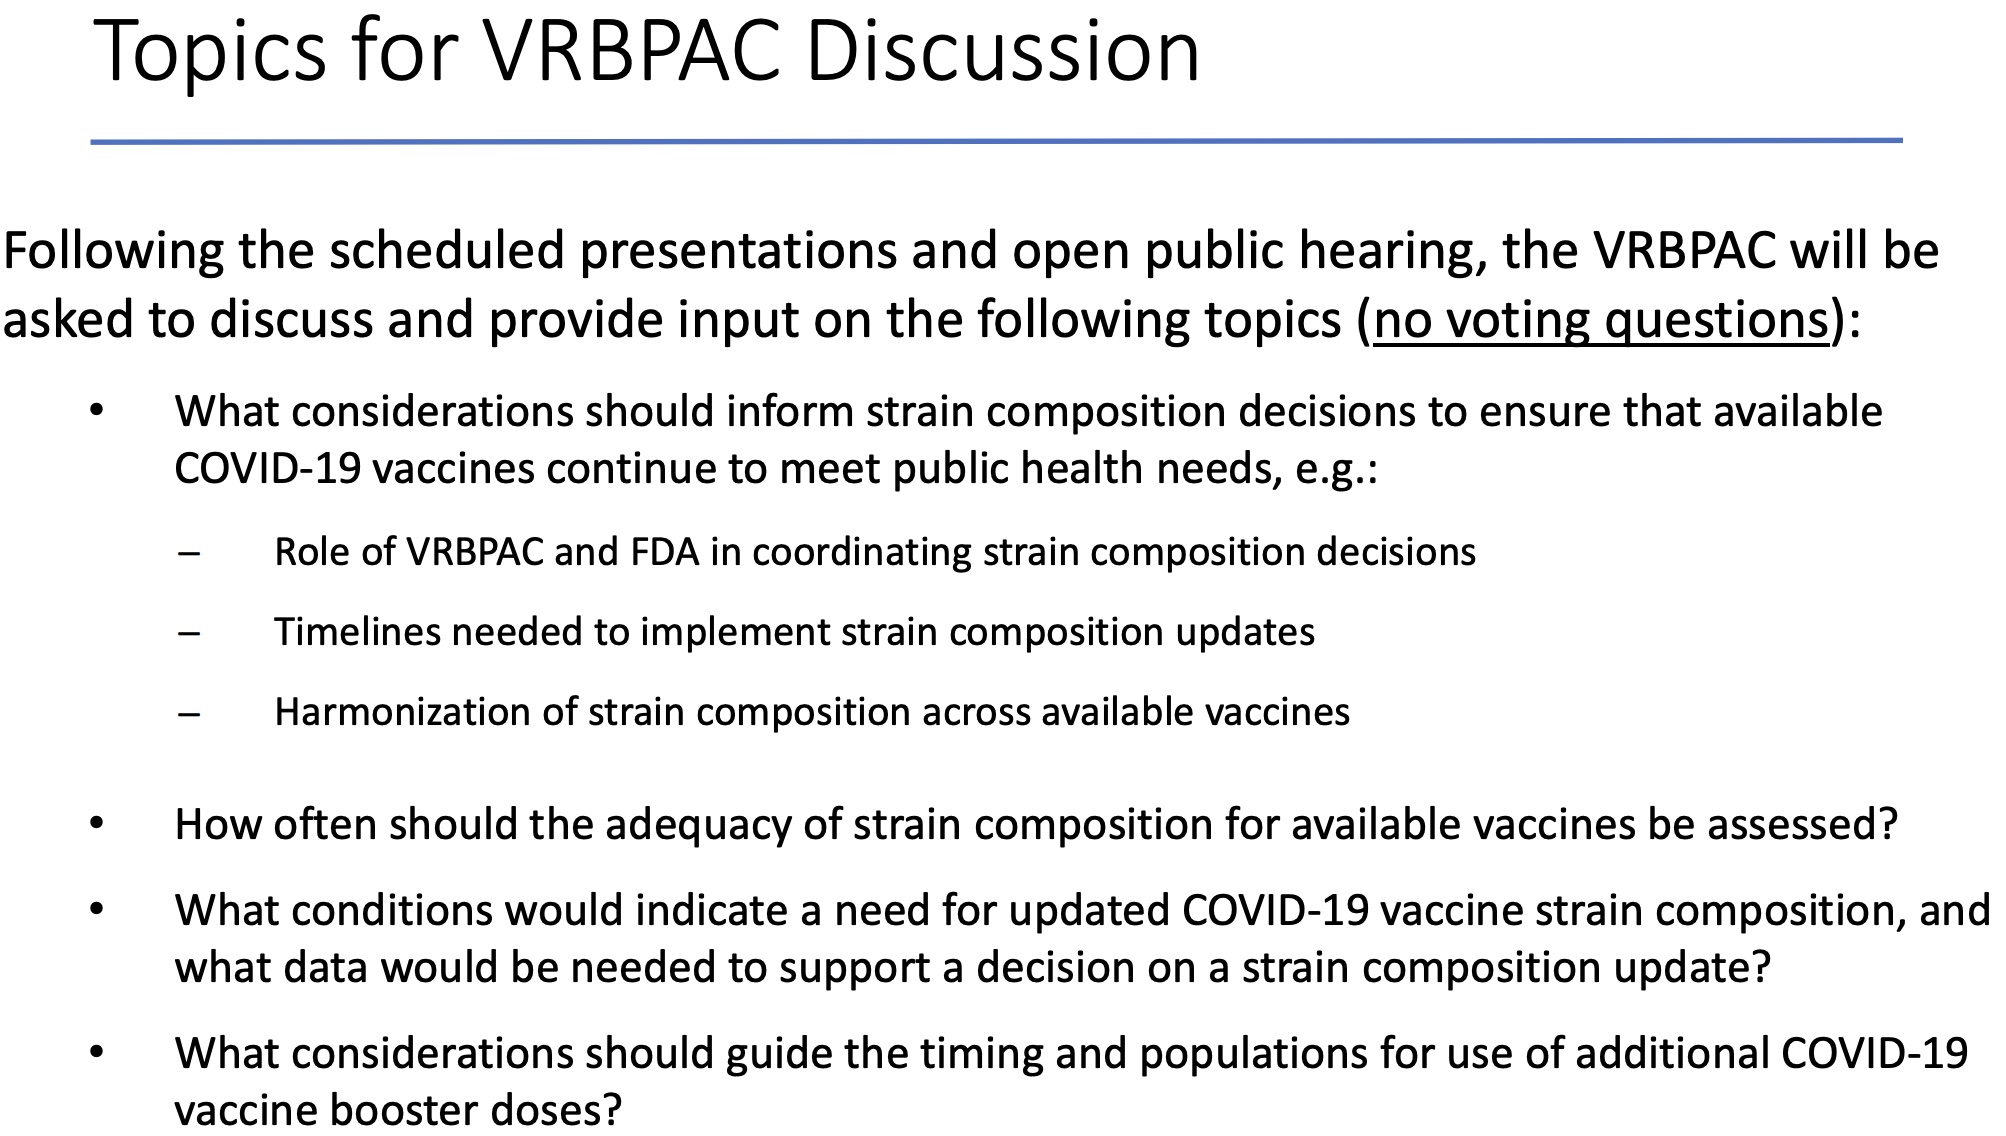 Topics for VRBPAC Discussion
Following the scheduled presentations and open public hearing, the VRBPAC will be
asked to discuss and provide input on the following topics (no voting questions):
• What considerations should inform strain composition decisions to ensure that available
COVID-19 vaccines continue to meet public health needs, e.g.:
– Role of VRBPAC and FDA in coordinating strain composition decisions
– Timelines needed to implement strain composition updates
– Harmonization of strain composition across available vaccines
• How often should the adequacy of strain composition for available vaccines be assessed?
• What conditions would indicate a need for updated COVID-19 vaccine strain composition, and
what data would be needed to support a decision on a strain composition update?
• What considerations should guide the timing and populations for use of additional COVID-19
vaccine booster doses?